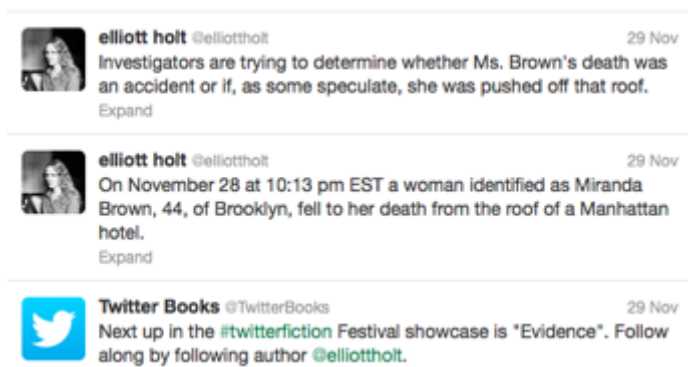 elliott holt @elliottholt 29 Nov
Investigators are trying to determine whether Ms. Brown's death was
an accident or if, as some speculate, she was pushed off that roof.
Expand
elliott holt @elliottholt 29 Nov
On November 28 at 10:13 pm EST a woman identified as Miranda
Brown, 44, of Brooklyn, fell to her death from the roof of a Manhattan
hotel.
Expand
Twitter Books @TwitterBooks 29 Nov
Next up in the #twitterfiction Festival showcase is "Evidence". Follow
along by following author @elliottholt.